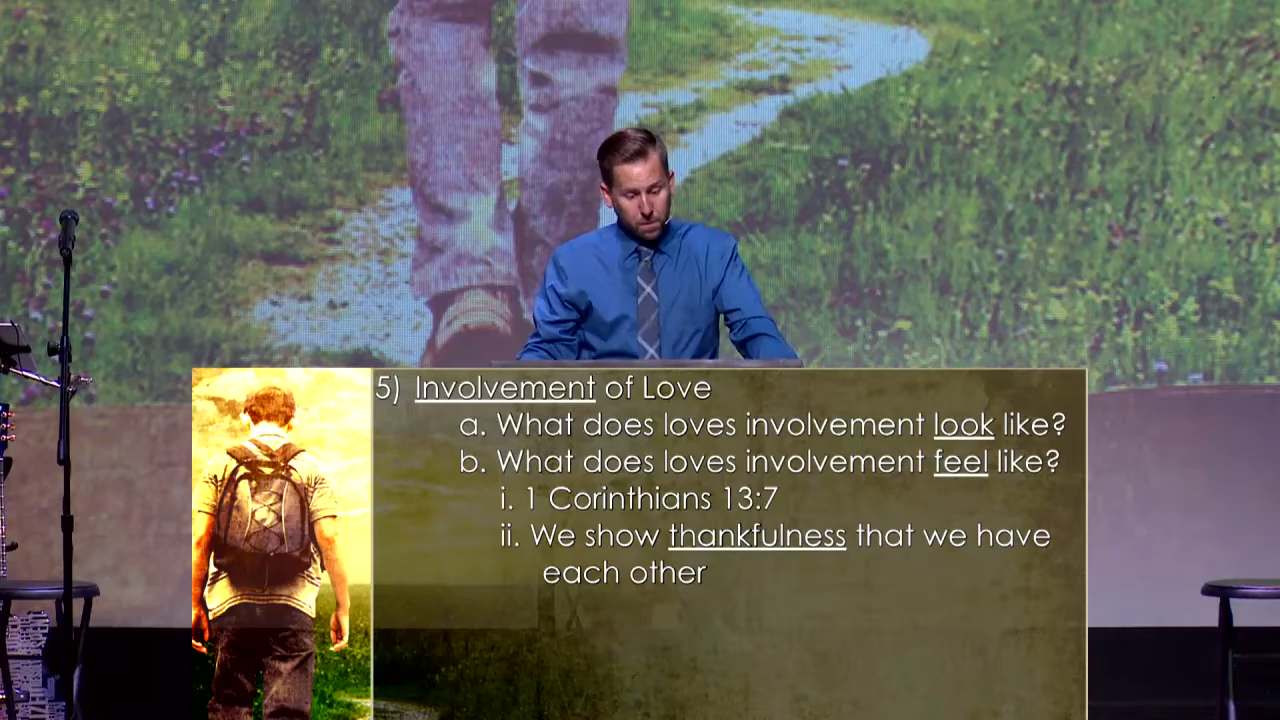 5) Involvement of Love
a. What does loves involvement look like?
b. What does loves involvement feel like?
i. 1 Corinthians 13:7
ii. We show thankfulness that we have
each other